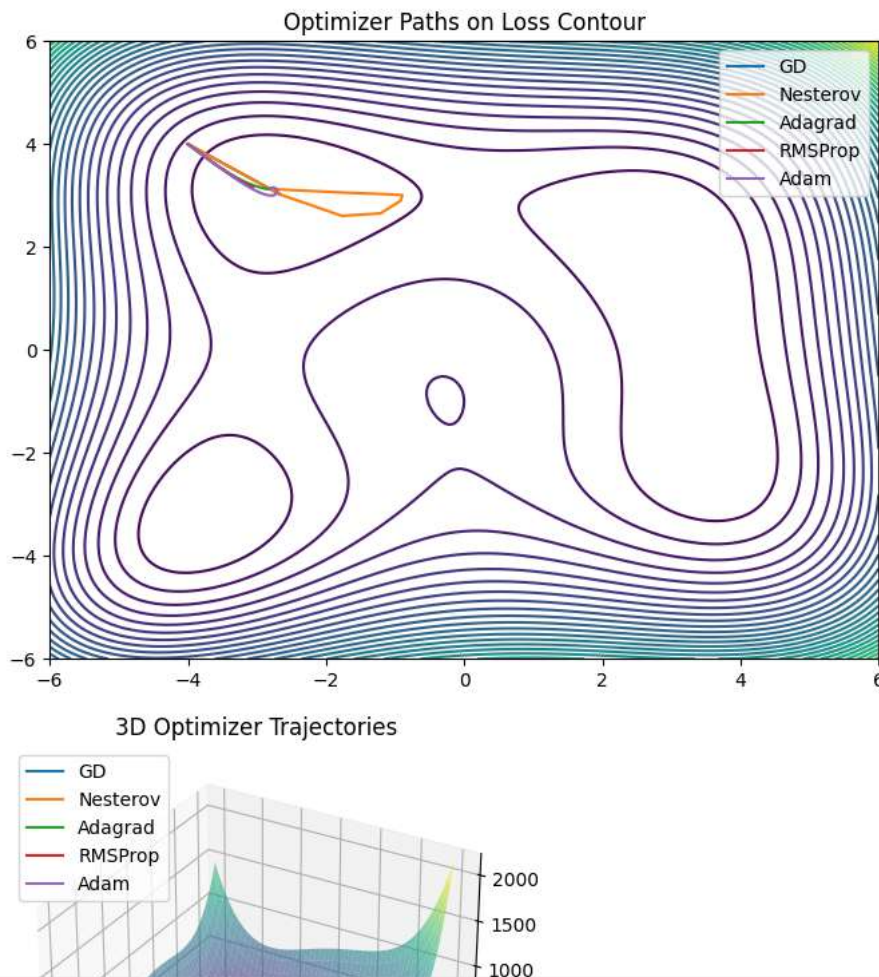 Optimizer Paths on Loss Contour
6
4
2
0
−2
−4
−6
−6
−4
−2
0
2
4
6
GD
Nesterov
Adagrad
RMSProp
Adam
3D Optimizer Trajectories
GD
Nesterov
Adagrad
RMSProp
Adam
2000
1500
1000